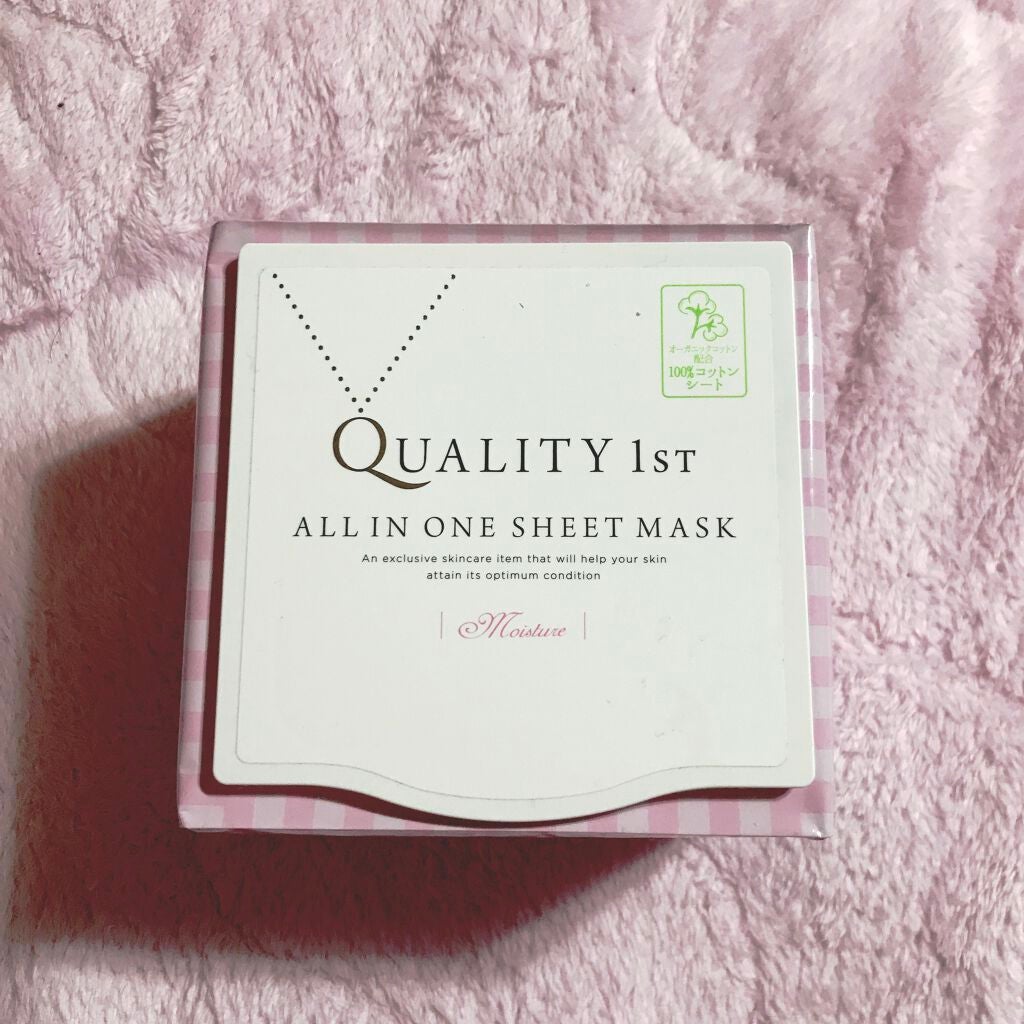 オーガニックコットン
配合
100%コットン
シート
QUALITY 1ST
ALL IN ONE SHEET MASK
An exclusive skincare item that will help your skin
attain its optimum condition
Moisture